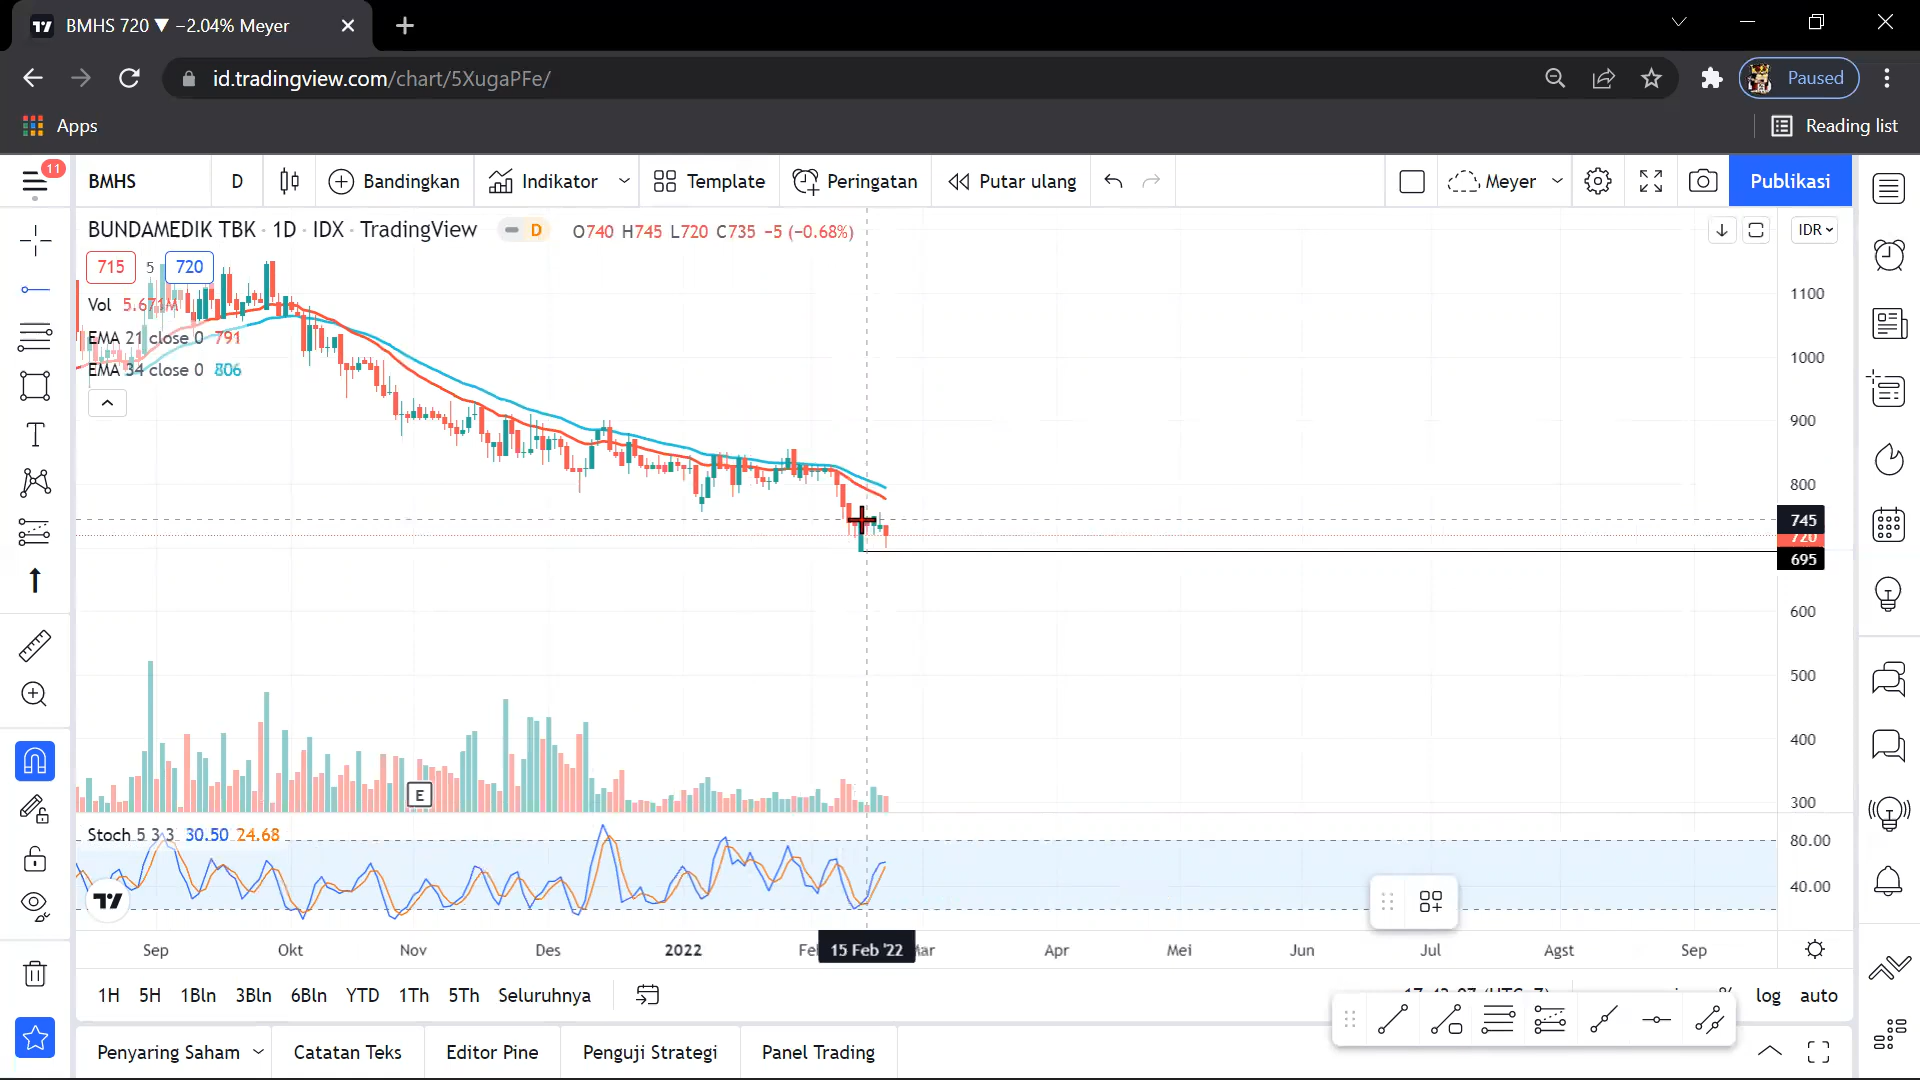 BMHS 720 ▼ −2.04% Meyer
id.tradingview.com/chart/5XugaPFe/
Paused
Apps
Reading list
11
BMHS
D
Bandingkan
Indikator
Template
Peringatan
Putar ulang
Meyer
Publikasi
BUNDAMEDIK TBK · 1D · IDX · TradingView
D
O740 H745 L720 C735 −5 (−0.68%)
IDR
715
5
720
Vol 5.671M
EMA 21 close 0 791
EMA 34 close 0 806
1100
1000
900
800
745
720
695
600
500
400
300
E
Stoch 5 3 3 30.50 24.68
80.00
40.00
Sep
Okt
Nov
Des
2022
15 Feb '22
Apr
Mei
Jun
Jul
Agst
Sep
1H
5H
1Bln
3Bln
6Bln
YTD
1Th
5Th
Seluruhnya
log
auto
Penyaring Saham
Catatan Teks
Editor Pine
Penguji Strategi
Panel Trading